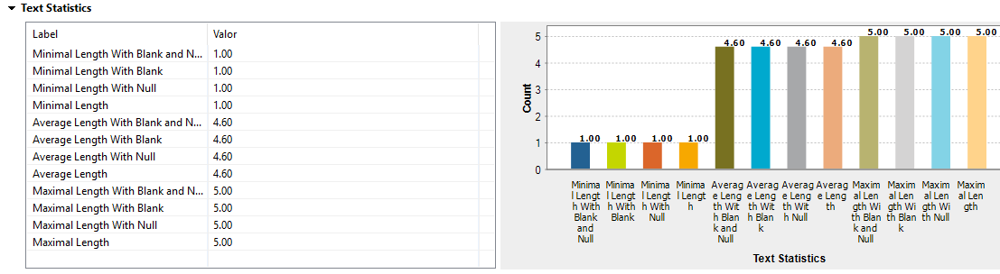 Text Statistics
Label Valor
Minimal Length With Blank and N... 1.00
Minimal Length With Blank 1.00
Minimal Length With Null 1.00
Minimal Length 1.00
Average Length With Blank and N... 4.60
Average Length With Blank 4.60
Average Length With Null 4.60
Average Length 4.60
Maximal Length With Blank and N... 5.00
Maximal Length With Blank 5.00
Maximal Length With Null 5.00
Maximal Length 5.00
Count
5
4
3
2
1
0
1.00 1.00 1.00 1.00 4.60 4.60 4.60 4.60 5.00 5.00 5.00 5.00
Minima
l Lengt
h With
Blank
and
Null
Minima
l Lengt
h With
Blank
Minima
l Lengt
h With
Null
Minima
l Lengt
h
Averag
e Lengt
h Wit
h Blan
k and
Null
Averag
e Leng
th Wit
h Blan
k
Averag
e Leng
th Wit
h Null
Averag
e Leng
th
Maxim
al Len
gth Wi
th Blan
k and
Null
Maxim
al Len
gth Wi
th Blan
k
Maxim
al Len
gth Wi
th Null
Maxim
al Len
gth
Text Statistics